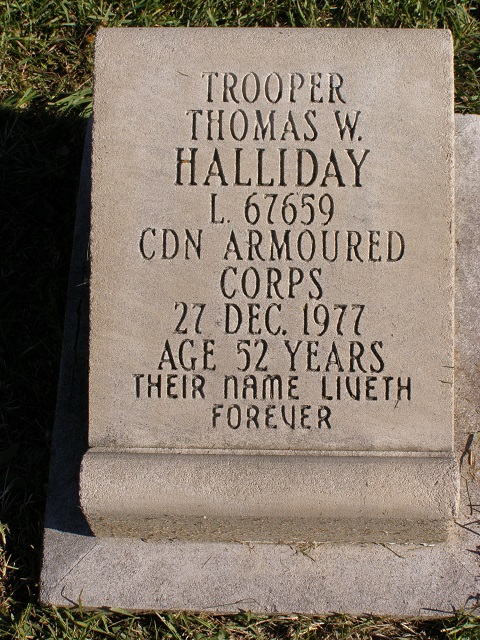 TROOPER
THOMAS W.
HALLIDAY
L. 67659
CDN ARMOURED
CORPS
27 DEC. 1977
AGE 52 YEARS
THEIR NAME LIVETH
FOREVER